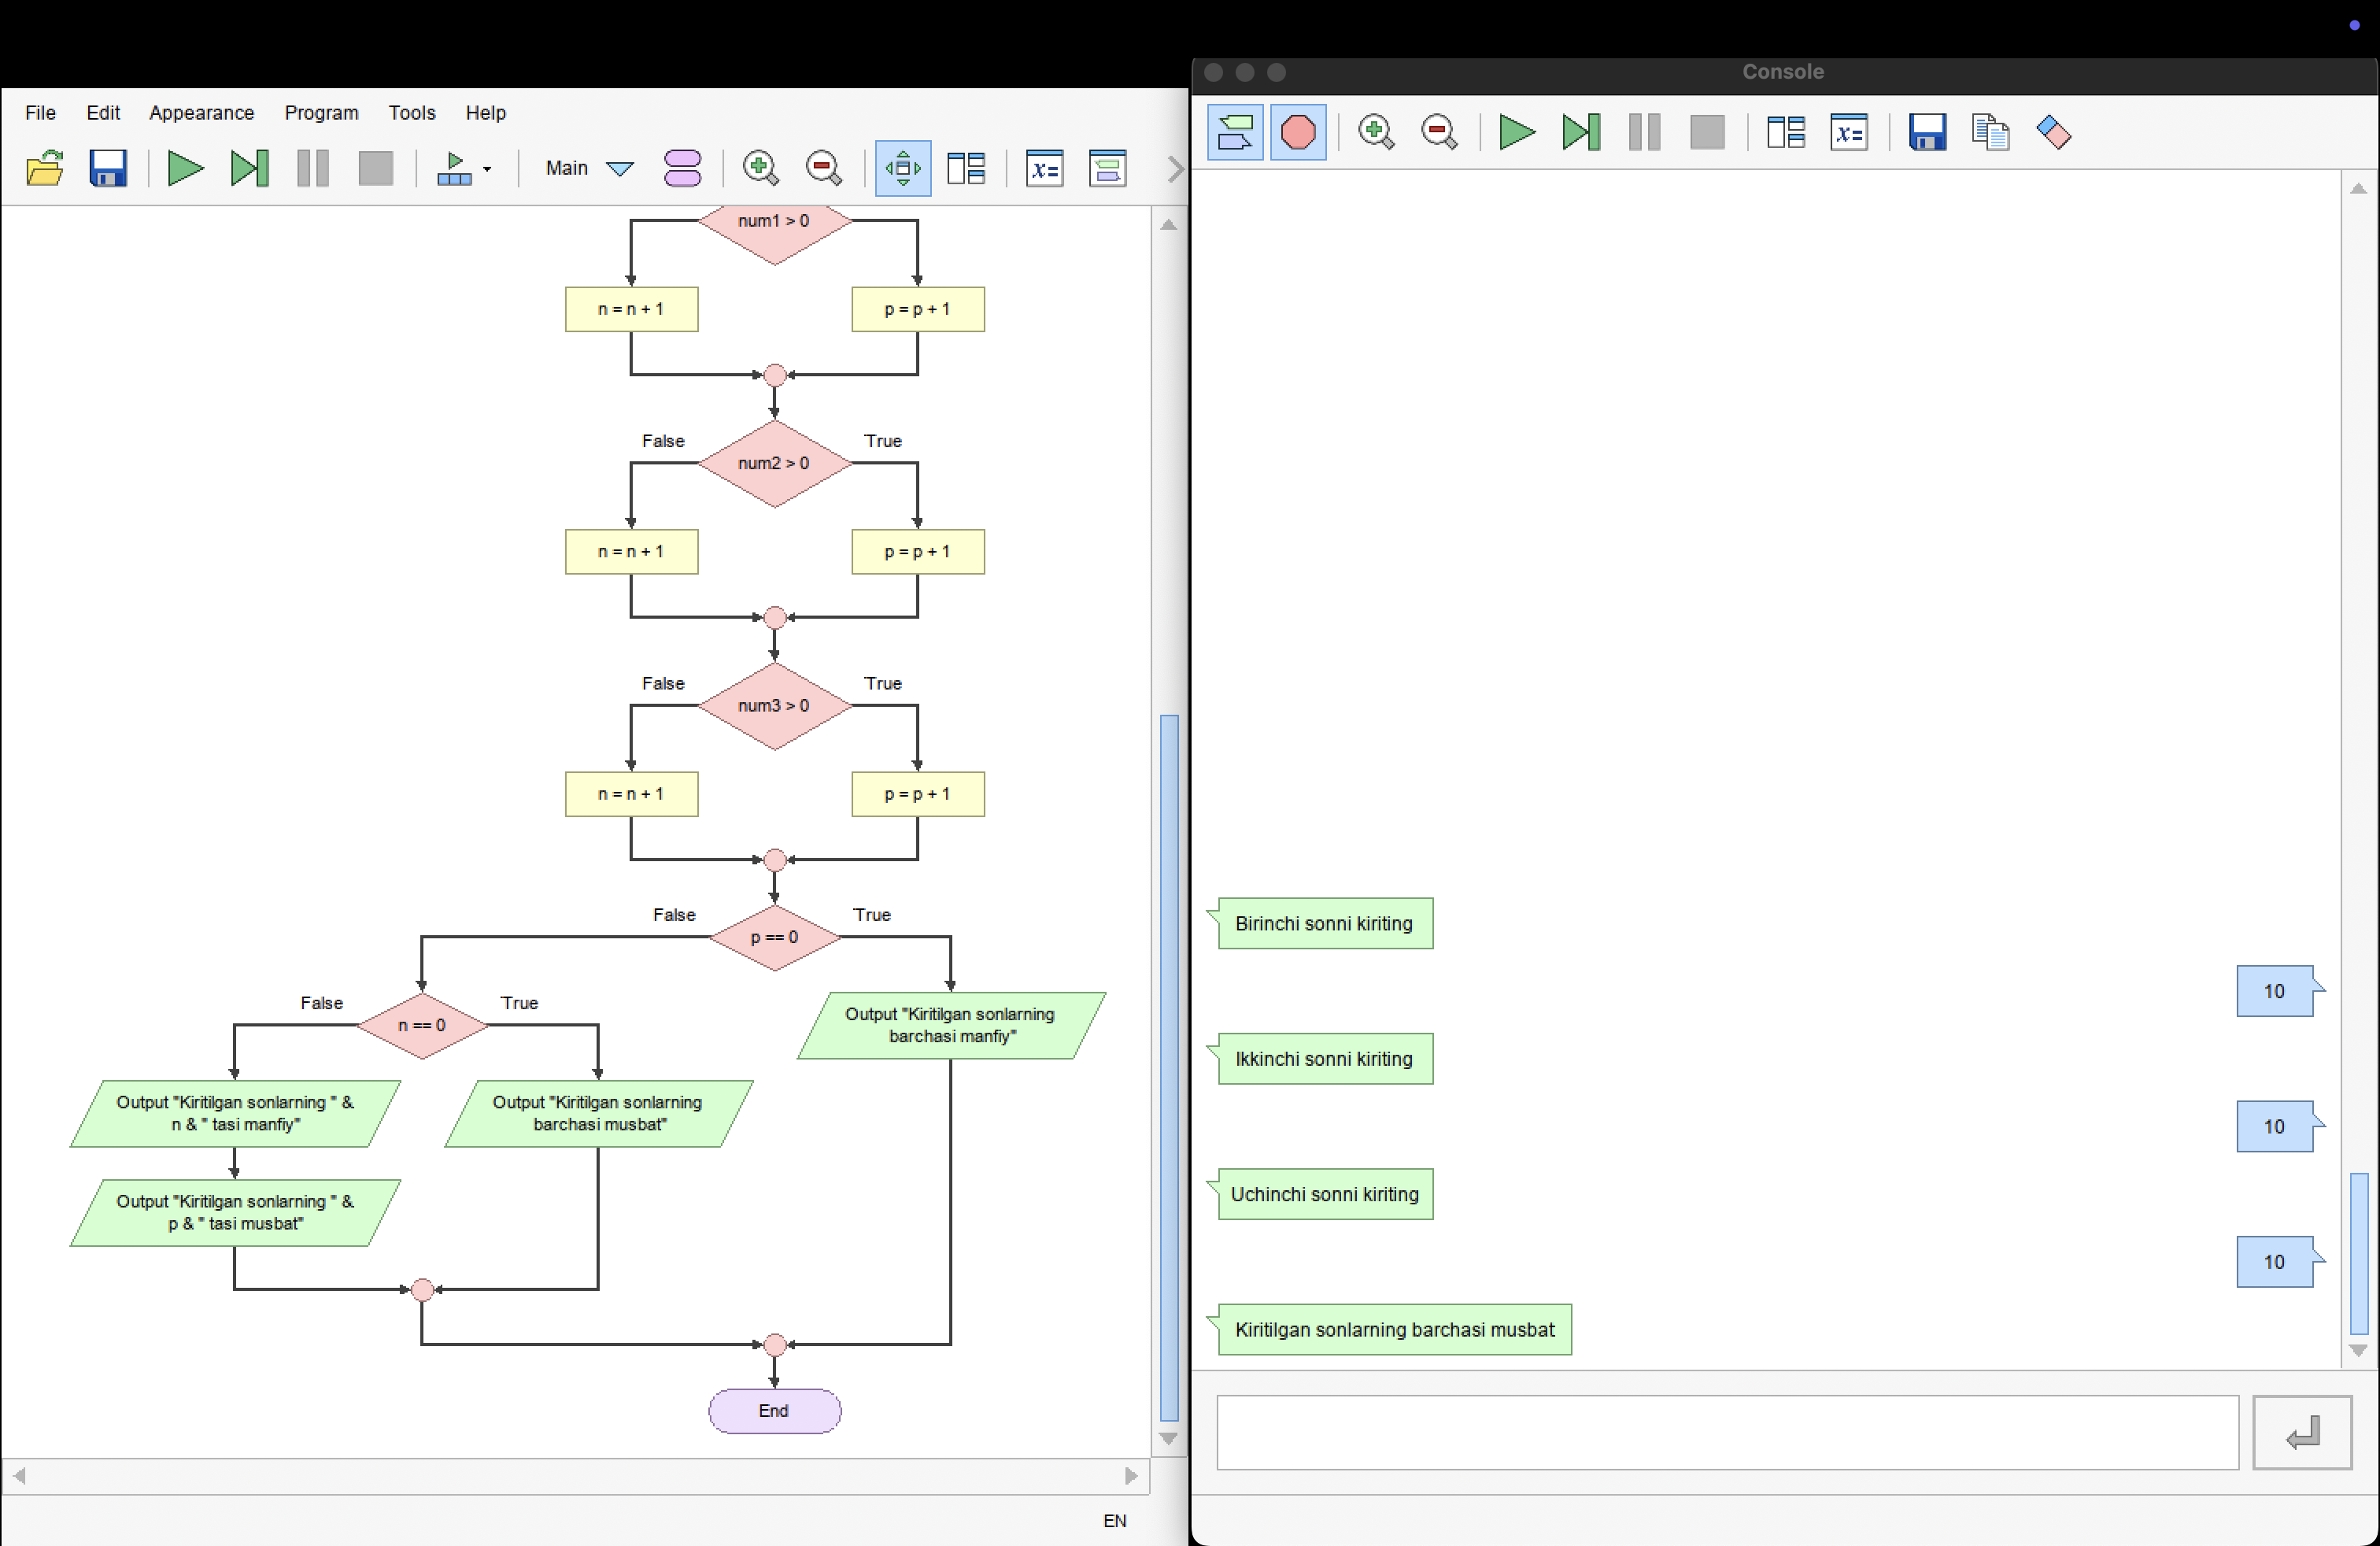 Console
File Edit Appearance Program Tools Help
Main
x=
x=
num1 > 0
n = n + 1
p = p + 1
False
True
num2 > 0
n = n + 1
p = p + 1
False
True
num3 > 0
n = n + 1
p = p + 1
False
True
p == 0
False
True
n == 0
Output "Kiritilgan sonlarning
barchasi manfiy"
Output "Kiritilgan sonlarning " &
n & " tasi manfiy"
Output "Kiritilgan sonlarning
barchasi musbat"
Output "Kiritilgan sonlarning " &
p & " tasi musbat"
End
EN
Birinchi sonni kiriting
10
Ikkinchi sonni kiriting
10
Uchinchi sonni kiriting
10
Kiritilgan sonlarning barchasi musbat